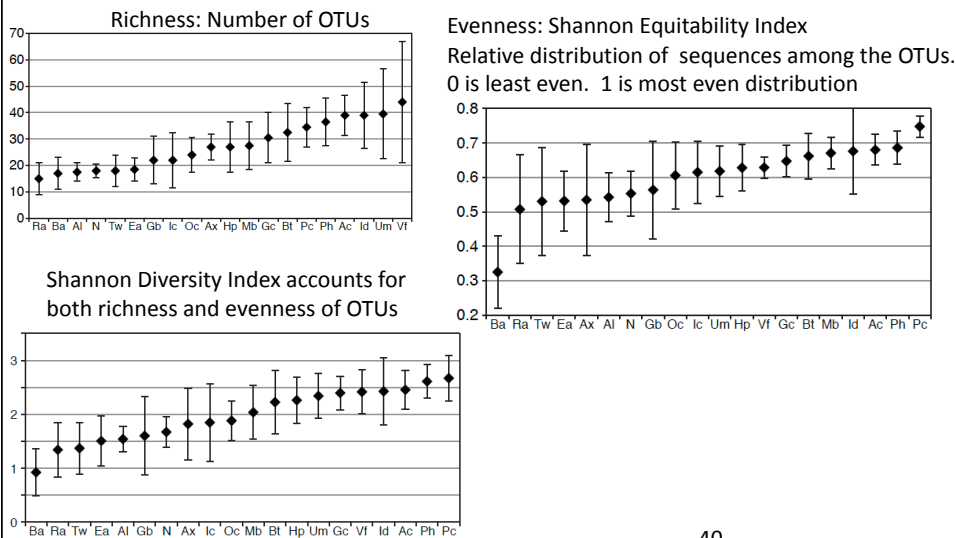 Richness: Number of OTUs
70
60
50
40
30
20
10
0
Ra Ba Al N Tw Ea Gb Ic Oc Ax Hp Mb Gc Bt Pc Ph Ac Id Um Vf
Evenness: Shannon Equitability Index
Relative distribution of sequences among the OTUs.
0 is least even. 1 is most even distribution
0.8
0.7
0.6
0.5
0.4
0.3
0.2
Ba Ra Tw Ea Ax Al N Gb Oc Ic Um Hp Vf Gc Bt Mb Id Ac Ph Pc
Shannon Diversity Index accounts for
both richness and evenness of OTUs
3
2
1
0
Ba Ra Tw Ea Al Gb N Ax Ic Oc Mb Bt Hp Um Gc Vf Id Ac Ph Pc